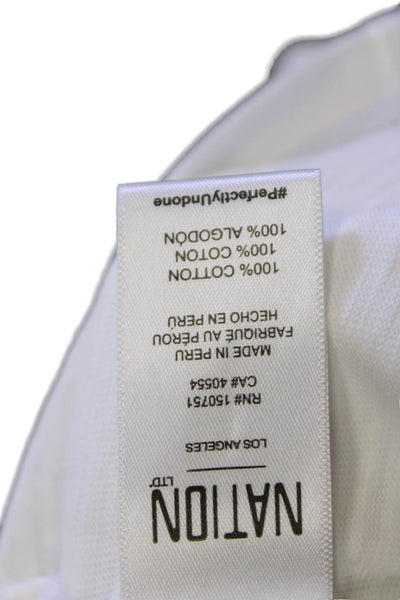 NATION
LTD®
LOS ANGELES
RN# 150751
CA# 40554
MADE IN PERU
FABRIQUÉ AU PÉROU
HECHO EN PERÚ
100% COTTON
100% COTON
100% ALGODÓN
#PerfectlyUndone